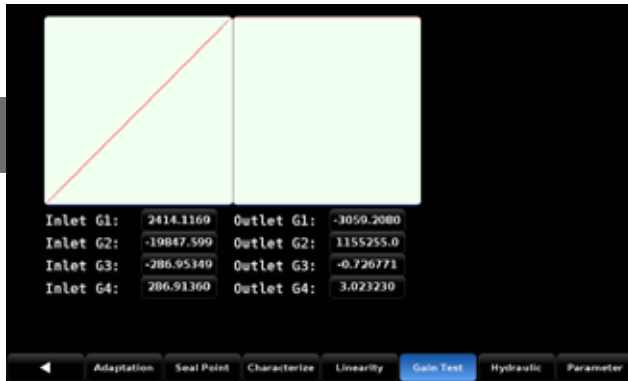 Inlet G1: 2414.1169 Outlet G1: -3059.2080
Inlet G2: -19847.599 Outlet G2: 1155255.0
Inlet G3: -286.95349 Outlet G3: -0.726771
Inlet G4: 286.91360 Outlet G4: 3.023230
Adaptation Seal Point Characterize Linearity Gain Test Hydraulic Parameter